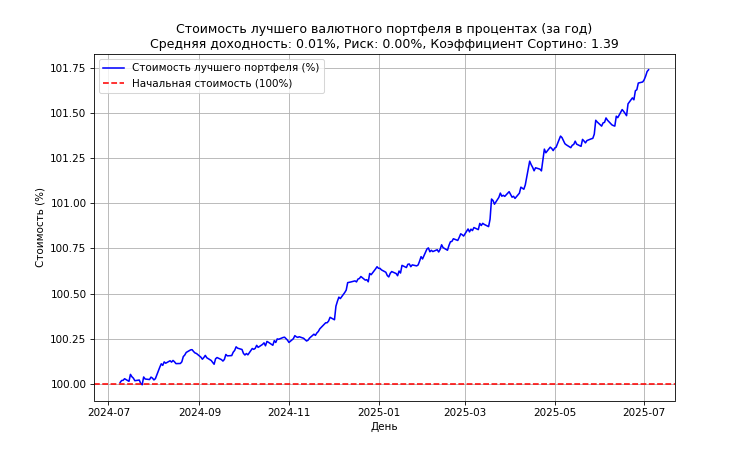 Стоимость лучшего валютного портфеля в процентах (за год)
Средняя доходность: 0.01%, Риск: 0.00%, Коэффициент Сортино: 1.39
Стоимость лучшего портфеля (%)
Начальная стоимость (100%)
Стоимость (%)
101.75
101.50
101.25
101.00
100.75
100.50
100.25
100.00
2024-07
2024-09
2024-11
2025-01
2025-03
2025-05
2025-07
День